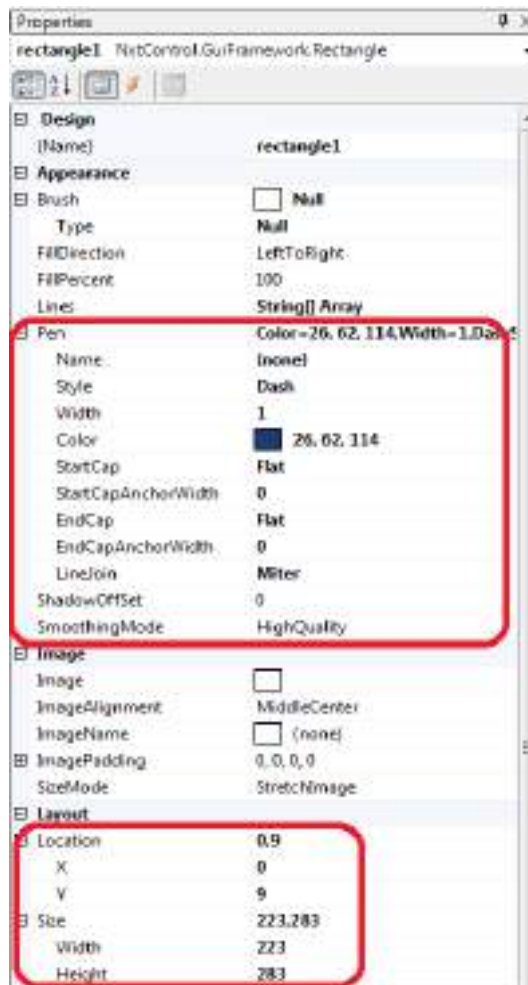 Properties
rectangle1 NxtControl.GuiFramework.Rectangle
Design
(Name) rectangle1
Appearance
Brush Null
Type Null
FillDirection LeftToRight
FillPercent 100
Lines String[] Array
Pen Color=26, 62, 114,Width=1,DashS
Name (none)
Style Dash
Width 1
Color 26, 62, 114
StartCap Flat
StartCapAnchorWidth 0
EndCap Flat
EndCapAnchorWidth 0
LineJoin Miter
ShadowOffSet 0
SmoothingMode HighQuality
Image
Image
ImageAlignment MiddleCenter
ImageName (none)
ImagePadding 0, 0, 0, 0
SizeMode StretchImage
Layout
Location 0,9
X 0
Y 9
Size 223,283
Width 223
Height 283